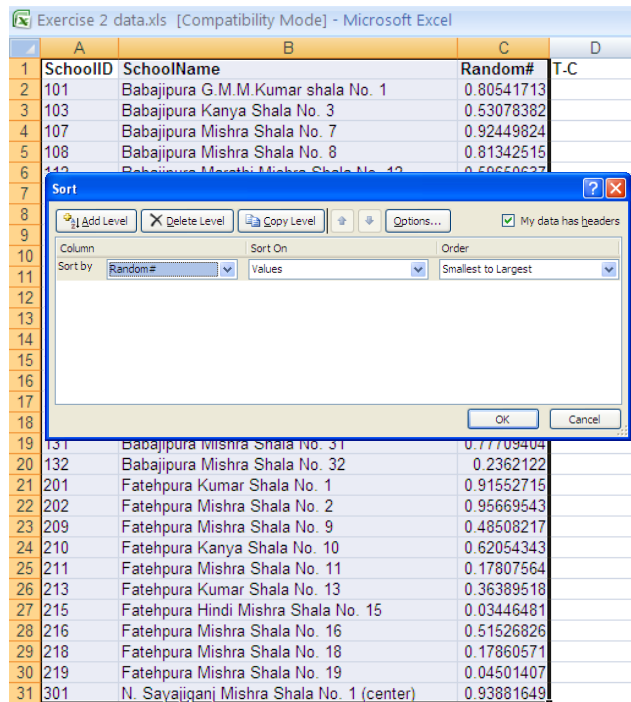 Exercise 2 data.xls [Compatibility Mode] - Microsoft Excel
A B C D
1 SchoolID SchoolName Random# T-C
2 101 Babajipura G.M.M.Kumar shala No. 1 0.80541713
3 103 Babajipura Kanya Shala No. 3 0.53078382
4 107 Babajipura Mishra Shala No. 7 0.92449824
5 108 Babajipura Mishra Shala No. 8 0.81342515
6
7
8
9
10
11
12
13
14
15
16
17
18
Sort
Add Level Delete Level Copy Level Options... My data has headers
Column Sort On Order
Sort by Random# Values Smallest to Largest
OK Cancel
19 131 Babajipura Mishra Shala No. 31 0.77709404
20 132 Babajipura Mishra Shala No. 32 0.2362122
21 201 Fatehpura Kumar Shala No. 1 0.91552715
22 202 Fatehpura Mishra Shala No. 2 0.95669543
23 209 Fatehpura Mishra Shala No. 9 0.48508217
24 210 Fatehpura Kanya Shala No. 10 0.62054343
25 211 Fatehpura Mishra Shala No. 11 0.17807564
26 213 Fatehpura Kumar Shala No. 13 0.36389518
27 215 Fatehpura Hindi Mishra Shala No. 15 0.03446481
28 216 Fatehpura Mishra Shala No. 16 0.51526826
29 218 Fatehpura Mishra Shala No. 18 0.17860571
30 219 Fatehpura Mishra Shala No. 19 0.04501407
31 301 N. Sayajiganj Mishra Shala No. 1 (center) 0.93881649